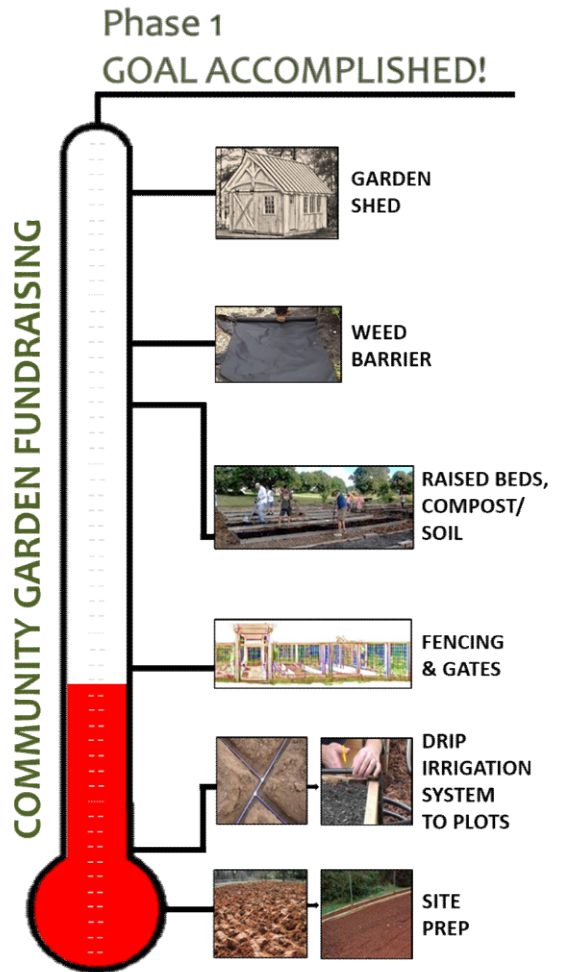 Phase 1
GOAL ACCOMPLISHED!
COMMUNITY GARDEN FUNDRAISING
GARDEN
SHED
WEED
BARRIER
RAISED BEDS,
COMPOST/
SOIL
FENCING
& GATES
DRIP
IRRIGATION
SYSTEM
TO PLOTS
SITE
PREP